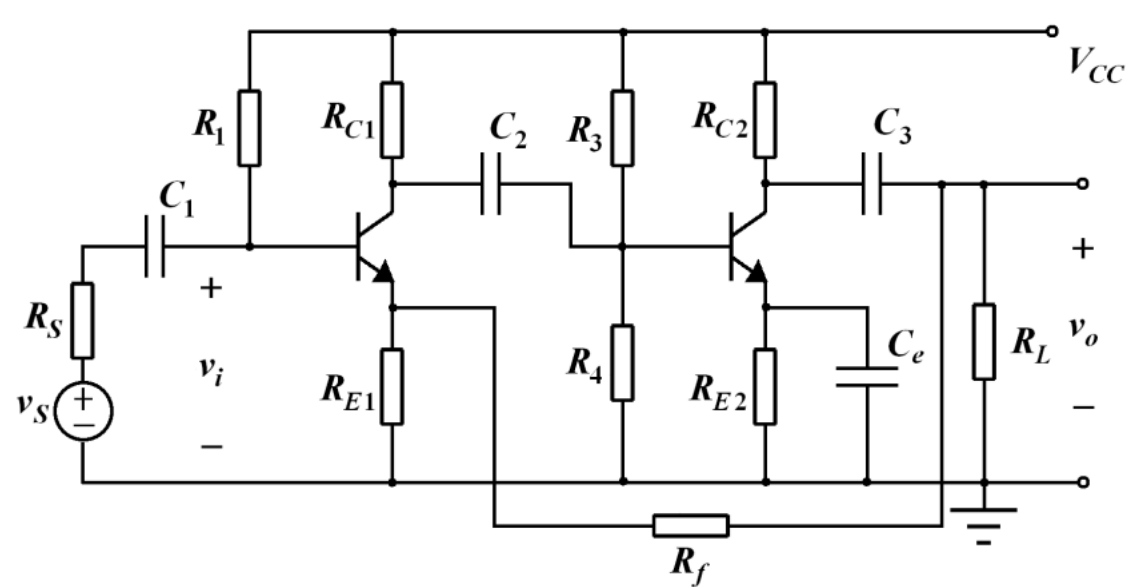 V_CC
R_1
R_C1
C_2
R_3
R_C2
C_3
C_1
+
+
R_S
v_i
R_E1
R_4
R_E2
C_e
R_L
v_o
v_S
+
−
−
−
R_f